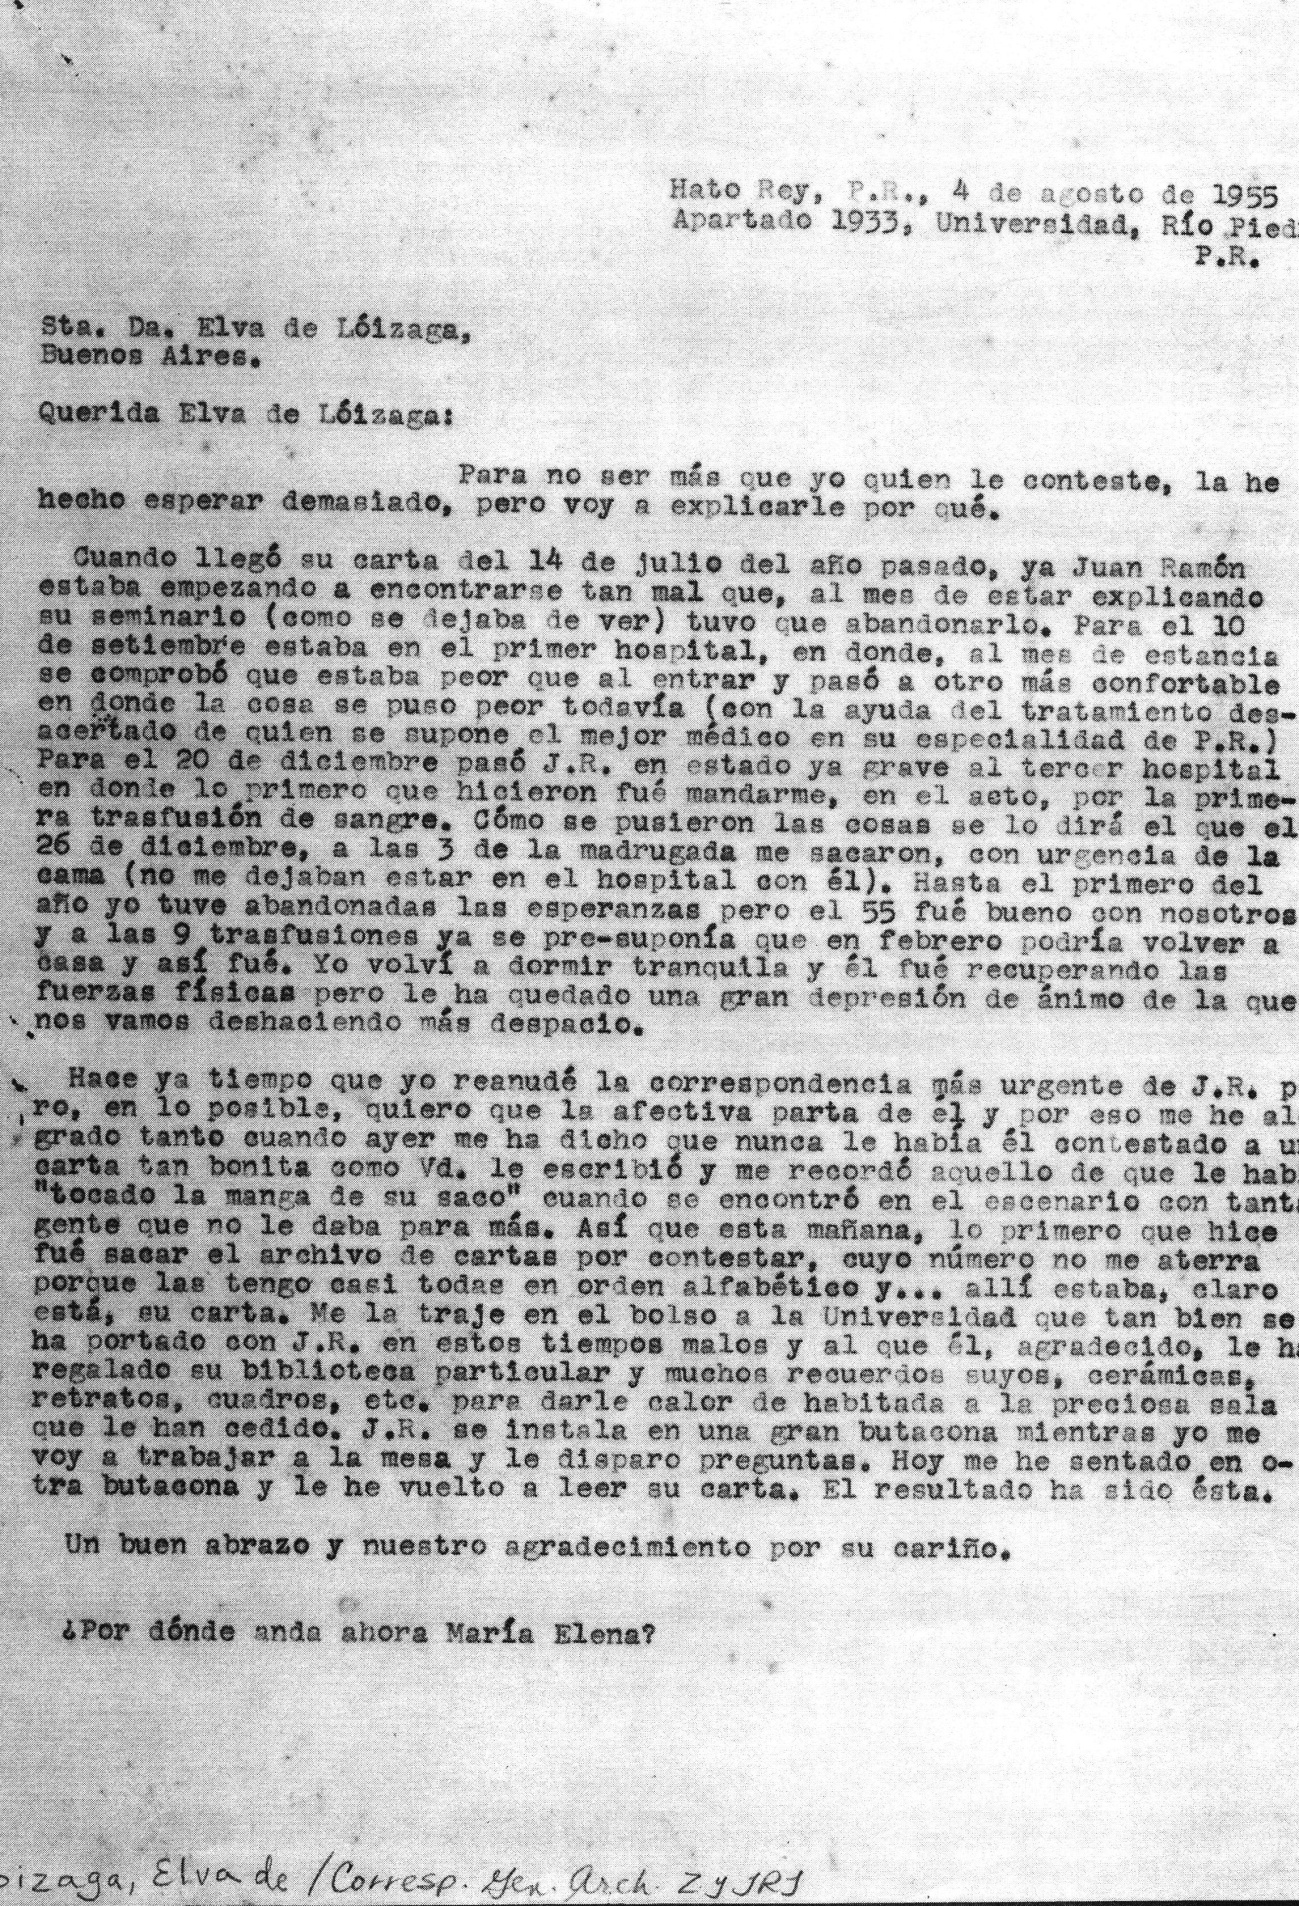 Hato Rey, P.R., 4 de agosto de 1955
Apartado 1933, Universidad, Río Pied
P.R.
Sta. Da. Elva de Lóizaga,
Buenos Aires.
Querida Elva de Lóizaga:
Para no ser más que yo quien le conteste, la he
hecho esperar demasiado, pero voy a explicarle por qué.
Cuando llegó su carta del 14 de julio del año pasado, ya Juan Ramón
estaba empezando a encontrarse tan mal que, al mes de estar explicando
su seminario (como se dejaba de ver) tuvo que abandonarlo. Para el 10
de setiembre estaba en el primer hospital, en donde, al mes de estancia
se comprobó que estaba peor que al entrar y pasó a otro más confortable
en donde la cosa se puso peor todavía (con la ayuda del tratamiento des-
acertado de quien se supone el mejor médico en su especialidad de P.R.)
Para el 20 de diciembre pasó J.R. en estado ya grave al tercer hospital
en donde lo primero que hicieron fué mandarme, en el acto, por la prime-
ra trasfusión de sangre. Cómo se pusieron las cosas se lo dirá el que el
26 de diciembre, a las 3 de la madrugada me sacaron, con urgencia de la
cama (no me dejaban estar en el hospital con él). Hasta el primero del
año yo tuve abandonadas las esperanzas pero el 55 fué bueno con nosotros
y a las 9 trasfusiones ya se pre-suponía que en febrero podría volver a
casa y así fué. Yo volví a dormir tranquila y él fué recuperando las
fuerzas físicas pero le ha quedado una gran depresión de ánimo de la que
nos vamos deshaciendo más despacio.
Hace ya tiempo que yo reanudé la correspondencia más urgente de J.R. p
ro, en lo posible, quiero que la afectiva parta de él y por eso me he al
grado tanto cuando ayer me ha dicho que nunca le había él contestado a u
carta tan bonita como Vd. le escribió y me recordó aquello de que le hab
"tocado la manga de su saco" cuando se encontró en el escenario con tanta
gente que no le daba para más. Así que esta mañana, lo primero que hice
fué sacar el archivo de cartas por contestar, cuyo número no me aterra
porque las tengo casi todas en orden alfabético y... allí estaba, claro
está, su carta. Me la traje en el bolso a la Universidad que tan bien se
ha portado con J.R. en estos tiempos malos y al que él, agradecido, le ha
regalado su biblioteca particular y muchos recuerdos suyos, cerámicas,
retratos, cuadros, etc. para darle calor de habitada a la preciosa sala
que le han cedido. J.R. se instala en una gran butacona mientras yo me
voy a trabajar a la mesa y le disparo preguntas. Hoy me he sentado en o-
tra butacona y le he vuelto a leer su carta. El resultado ha sido ésta.
Un buen abrazo y nuestro agradecimiento por su cariño.
¿Por dónde anda ahora María Elena?
oizaga, Elva de / Corresp. Gen. Arch. Z y JRJ